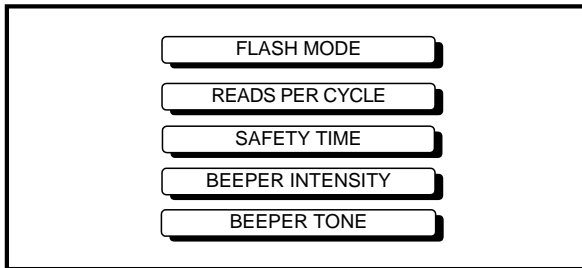 FLASH MODE
READS PER CYCLE
SAFETY TIME
BEEPER INTENSITY
BEEPER TONE